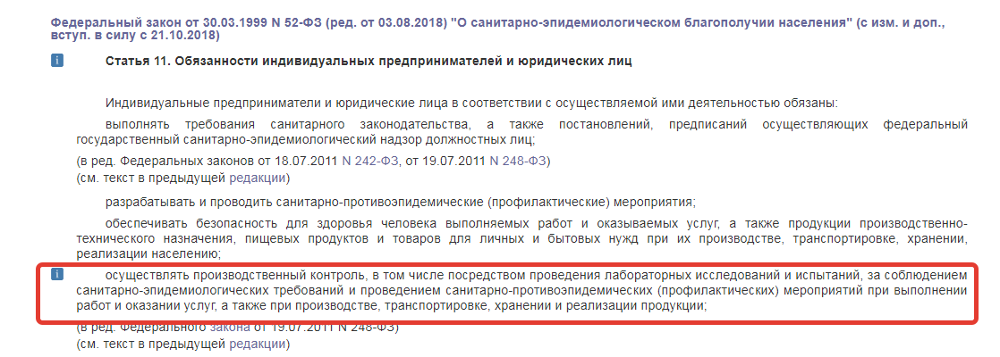 Федеральный закон от 30.03.1999 N 52-ФЗ (ред. от 03.08.2018) "О санитарно-эпидемиологическом благополучии населения" (с изм. и доп.,
вступ. в силу с 21.10.2018)
i Статья 11. Обязанности индивидуальных предпринимателей и юридических лиц
Индивидуальные предприниматели и юридические лица в соответствии с осуществляемой ими деятельностью обязаны:
выполнять требования санитарного законодательства, а также постановлений, предписаний осуществляющих федеральный
государственный санитарно-эпидемиологический надзор должностных лиц;
(в ред. Федеральных законов от 18.07.2011 N 242-ФЗ, от 19.07.2011 N 248-ФЗ)
(см. текст в предыдущей редакции)
разрабатывать и проводить санитарно-противоэпидемические (профилактические) мероприятия;
обеспечивать безопасность для здоровья человека выполняемых работ и оказываемых услуг, а также продукции производственно-
технического назначения, пищевых продуктов и товаров для личных и бытовых нужд при их производстве, транспортировке, хранении,
реализации населению;
i осуществлять производственный контроль, в том числе посредством проведения лабораторных исследований и испытаний, за соблюдением
санитарно-эпидемиологических требований и проведением санитарно-противоэпидемических (профилактических) мероприятий при выполнении
работ и оказании услуг, а также при производстве, транспортировке, хранении и реализации продукции;
(в ред. Федерального закона от 19.07.2011 N 248-ФЗ)
(см. текст в предыдущей редакции)